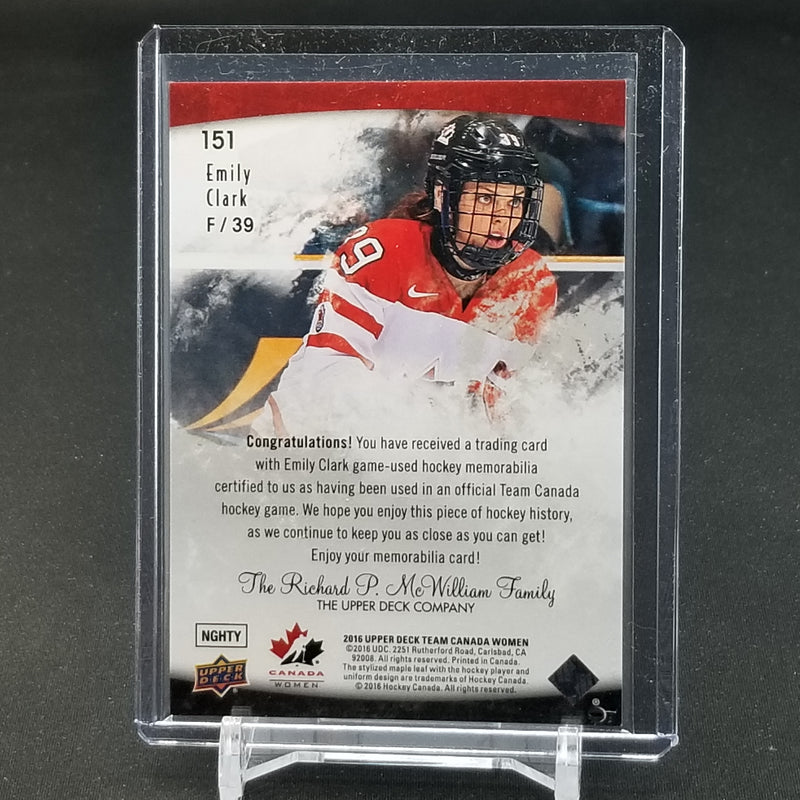 151
Emily
Clark
F / 39
39
39
Congratulations! You have received a trading card
with Emily Clark game-used hockey memorabilia
certified to us as having been used in an official Team Canada
hockey game. We hope you enjoy this piece of hockey history,
as we continue to keep you as close as you can get!
Enjoy your memorabilia card!
The Richard P. McWilliam Family
THE UPPER DECK COMPANY
NGHTY
UPPER
DECK
CANADA
WOMEN
2016 UPPER DECK TEAM CANADA WOMEN
©2016 UDC. 2251 Rutherford Road, Carlsbad, CA
92008. All rights reserved. Printed in Canada.
The stylized maple leaf with the hockey player and
uniform design are trademarks of Hockey Canada.
© 2016 Hockey Canada. All rights reserved.